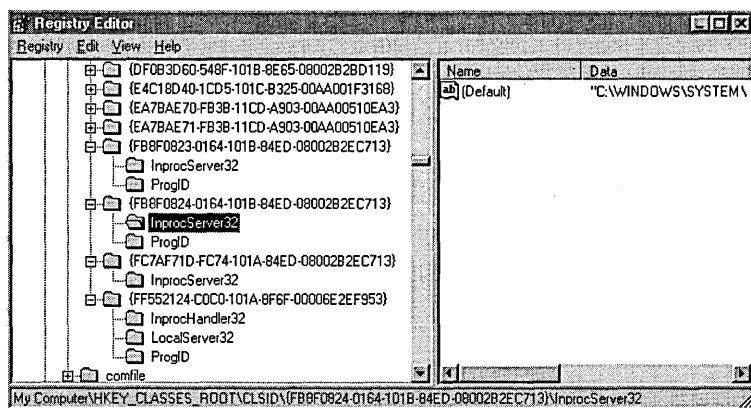 Registry Editor
Registry Edit View Help
{DF0B3D60-548F-101B-8E65-08002B2BD119}
{E4C18D40-1CD5-101C-B325-00AA001F3168}
{EA7BAE70-FB3B-11CD-A903-00AA00510EA3}
{EA7BAE71-FB3B-11CD-A903-00AA00510EA3}
{FB8F0823-0164-101B-84ED-08002B2EC713}
InprocServer32
ProgID
{FB8F0824-0164-101B-84ED-08002B2EC713}
InprocServer32
ProgID
{FC7AF71D-FC74-101A-84ED-08002B2EC713}
InprocServer32
{FF552124-C0C0-101A-8F6F-00006E2EF953}
InprocHandler32
LocalServer32
ProgID
comfile
Name Data
ab (Default) "C:\WINDOWS\SYSTEM\
My Computer\HKEY_CLASSES_ROOT\CLSID\{FB8F0824-0164-101B-84ED-08002B2EC713}\InprocServer32